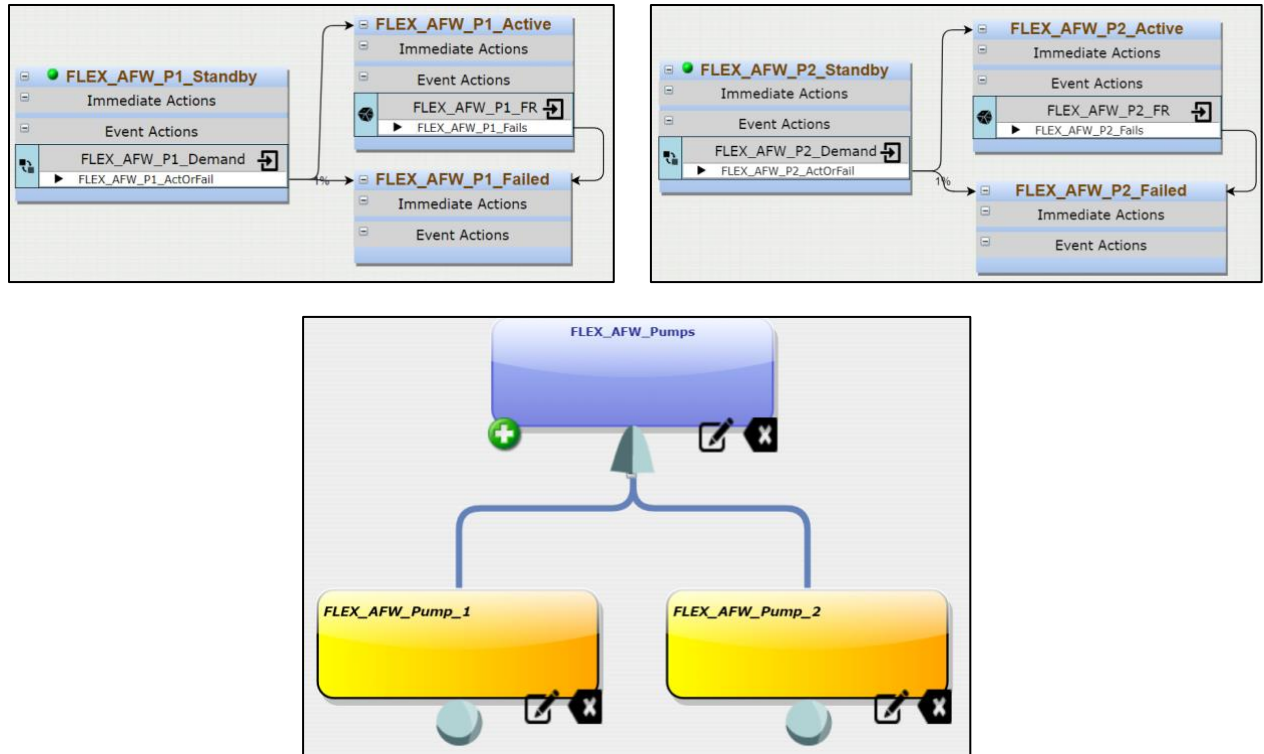 FLEX_AFW_P1_Standby
Immediate Actions
Event Actions
FLEX_AFW_P1_Demand
FLEX_AFW_P1_ActOrFail
1%
FLEX_AFW_P1_Active
Immediate Actions
Event Actions
FLEX_AFW_P1_FR
FLEX_AFW_P1_Fails
FLEX_AFW_P1_Failed
Immediate Actions
Event Actions
FLEX_AFW_P2_Standby
Immediate Actions
Event Actions
FLEX_AFW_P2_Demand
FLEX_AFW_P2_ActOrFail
1%
FLEX_AFW_P2_Active
Immediate Actions
Event Actions
FLEX_AFW_P2_FR
FLEX_AFW_P2_Fails
FLEX_AFW_P2_Failed
Immediate Actions
Event Actions
FLEX_AFW_Pumps
FLEX_AFW_Pump_1
FLEX_AFW_Pump_2